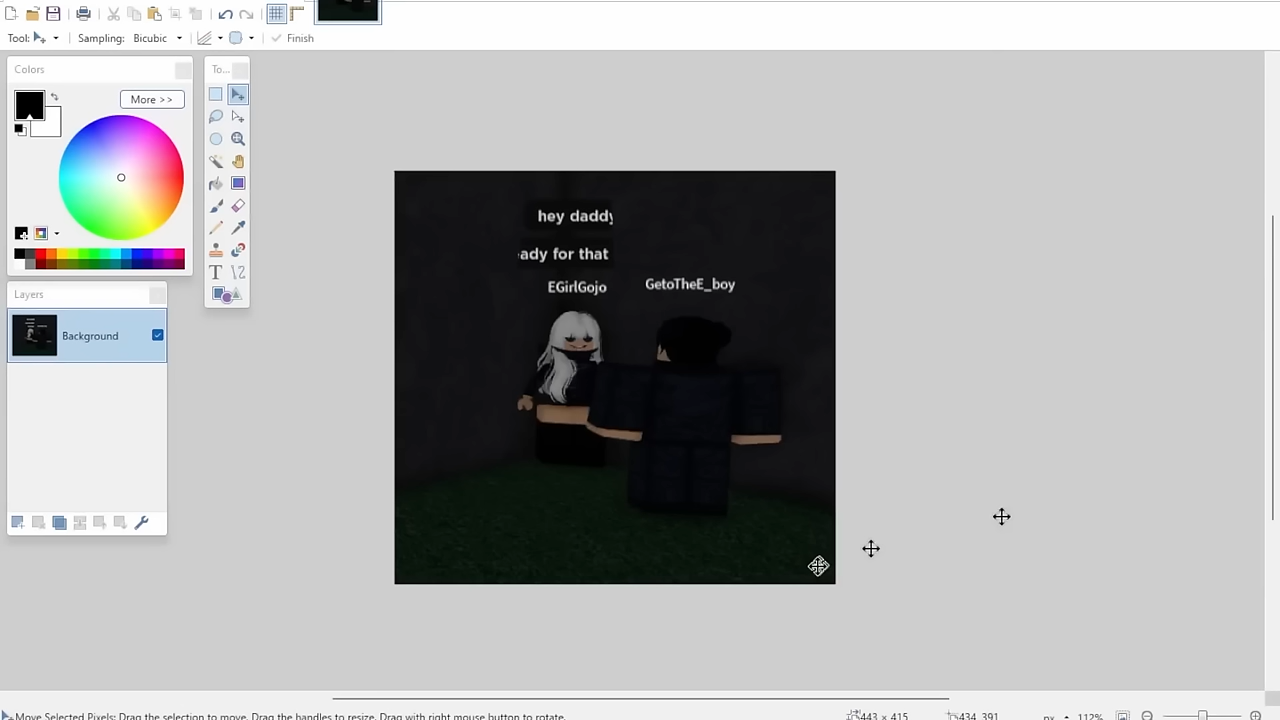 Tool:
Sampling: Bicubic
Finish
Colors
More >>
To...
Layers
Background
hey daddy
eady for that
EGirlGojo
GetoTheE_boy
Move Selected Pixels: Drag the selection to move. Drag the handles to resize. Drag with right mouse button to rotate.
443 × 415
434, 391
px
112%